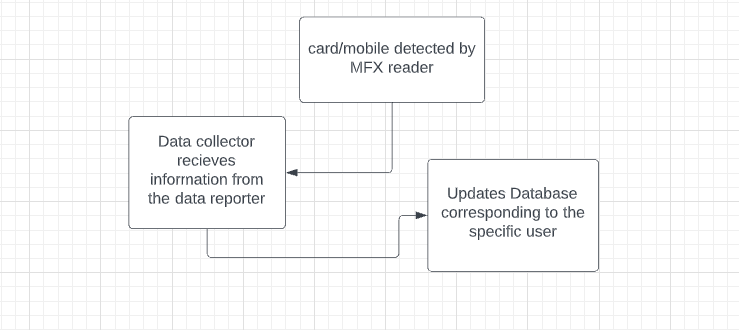 card/mobile detected by
MFX reader
Data collector
recieves
information from
the data reporter
Updates Database
corresponding to the
specific user